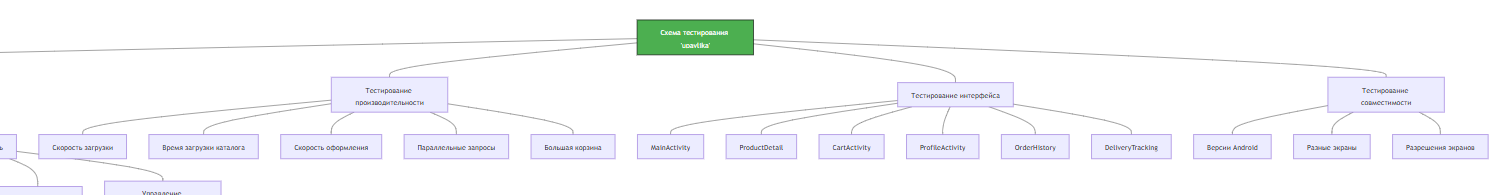 Схема тестирования
'uoavtika'
Тестирование
производительности
Тестирование интерфейса
Тестирование
совместимости
ь
Скорость загрузки
Время загрузки каталога
Скорость оформления
Параллельные запросы
Большая корзина
MainActivity
ProductDetail
CartActivity
ProfileActivity
OrderHistory
DeliveryTracking
Версии Android
Разные экраны
Разрешения экранов
Управление